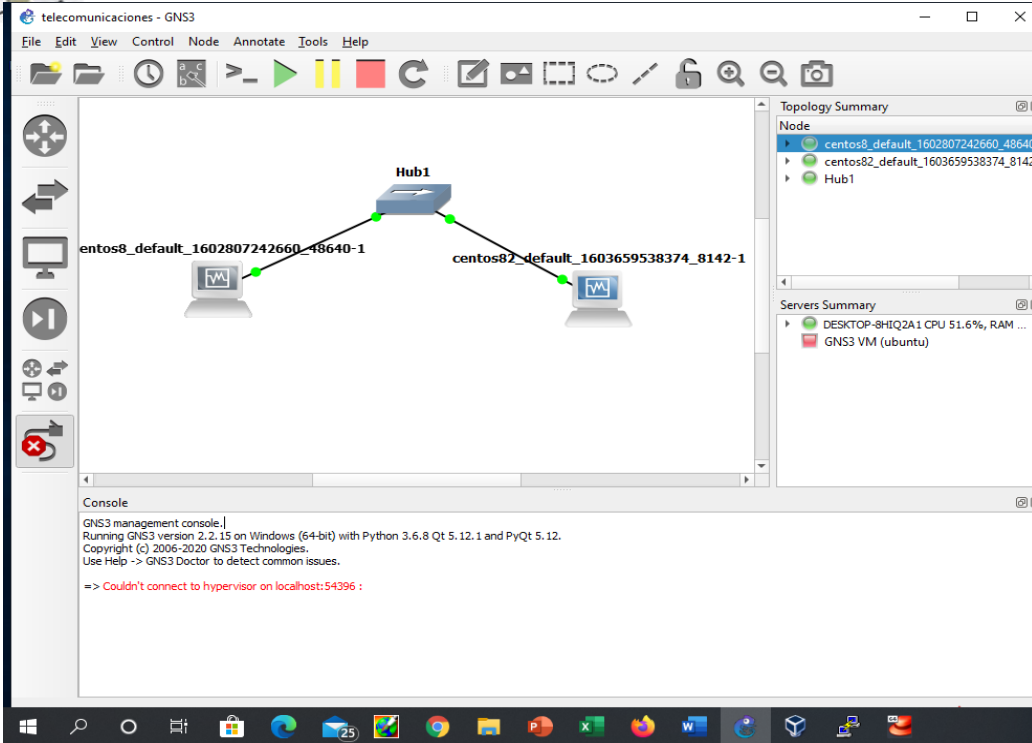 telecomunicaciones - GNS3
File Edit View Control Node Annotate Tools Help
Topology Summary
Node
centos8_default_1602807242660_48640
centos82_default_1603659538374_8142
Hub1
Hub1
entos8_default_1602807242660_48640-1
centos82_default_1603659538374_8142-1
Servers Summary
DESKTOP-8HIQ2A1 CPU 51.6%, RAM ...
GNS3 VM (ubuntu)
Console
GNS3 management console.
Running GNS3 version 2.2.15 on Windows (64-bit) with Python 3.6.8 Qt 5.12.1 and PyQt 5.12.
Copyright (c) 2006-2020 GNS3 Technologies.
Use Help -> GNS3 Doctor to detect common issues.
=> Couldn't connect to hypervisor on localhost:54396 :
25